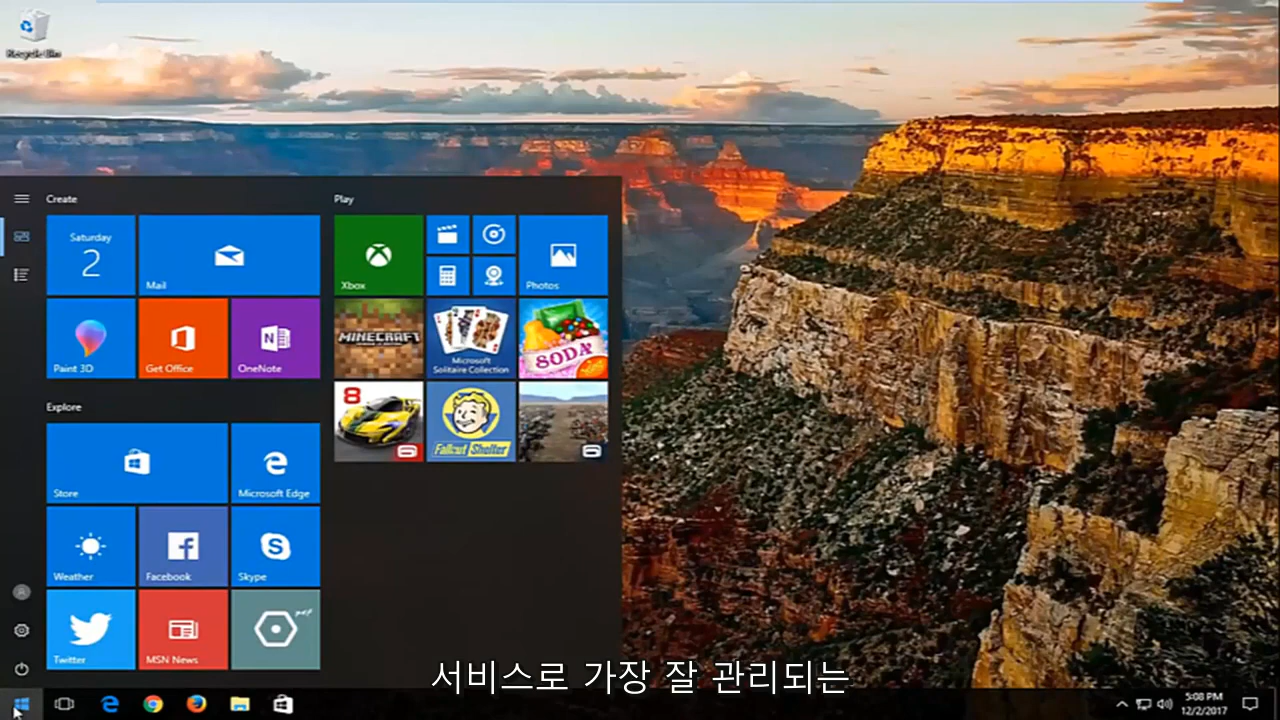 Recycle Bin
Create
Play
Saturday
2
Mail
Xbox
Photos
Paint 3D
Get Office
OneNote
MINECRAFT
Microsoft
Solitaire Collection
SODA
Explore
8
Fallout Shelter
Store
Microsoft Edge
Weather
Facebook
Skype
Twitter
MSN News
서비스로 가장 잘 관리되는
5:08 PM
12/2/2017